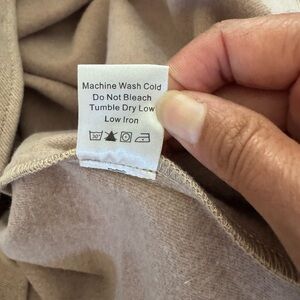 Machine Wash Cold
Do Not Bleach
Tumble Dry Low
Low Iron